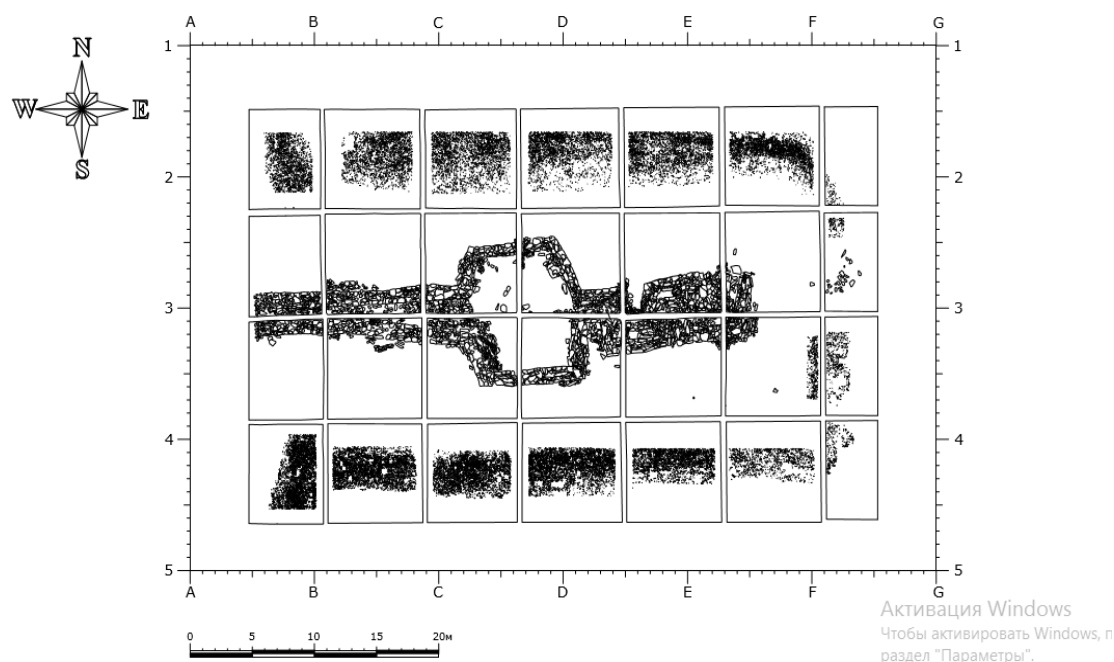 A B C D E F G
N
1 1
W E
S
2 2
3 3
4 4
5 5
A B C D E F G
0 5 10 15 20м
Активация Windows
Чтобы активировать Windows, п
раздел "Параметры".